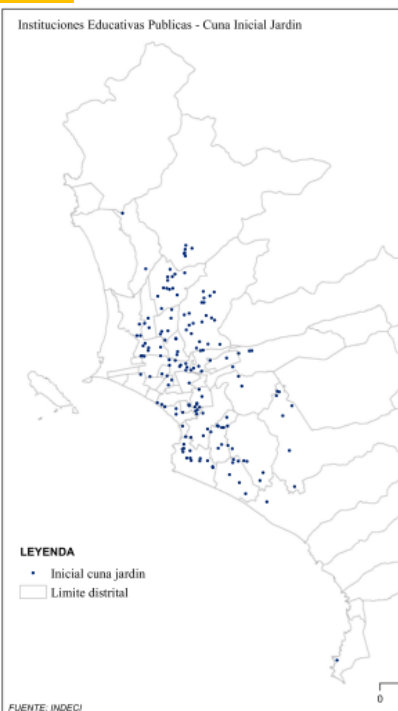 Instituciones Educativas Publicas - Cuna Inicial Jardin
LEYENDA
Inicial cuna jardin
Limite distrital
0
FUENTE: INDECI